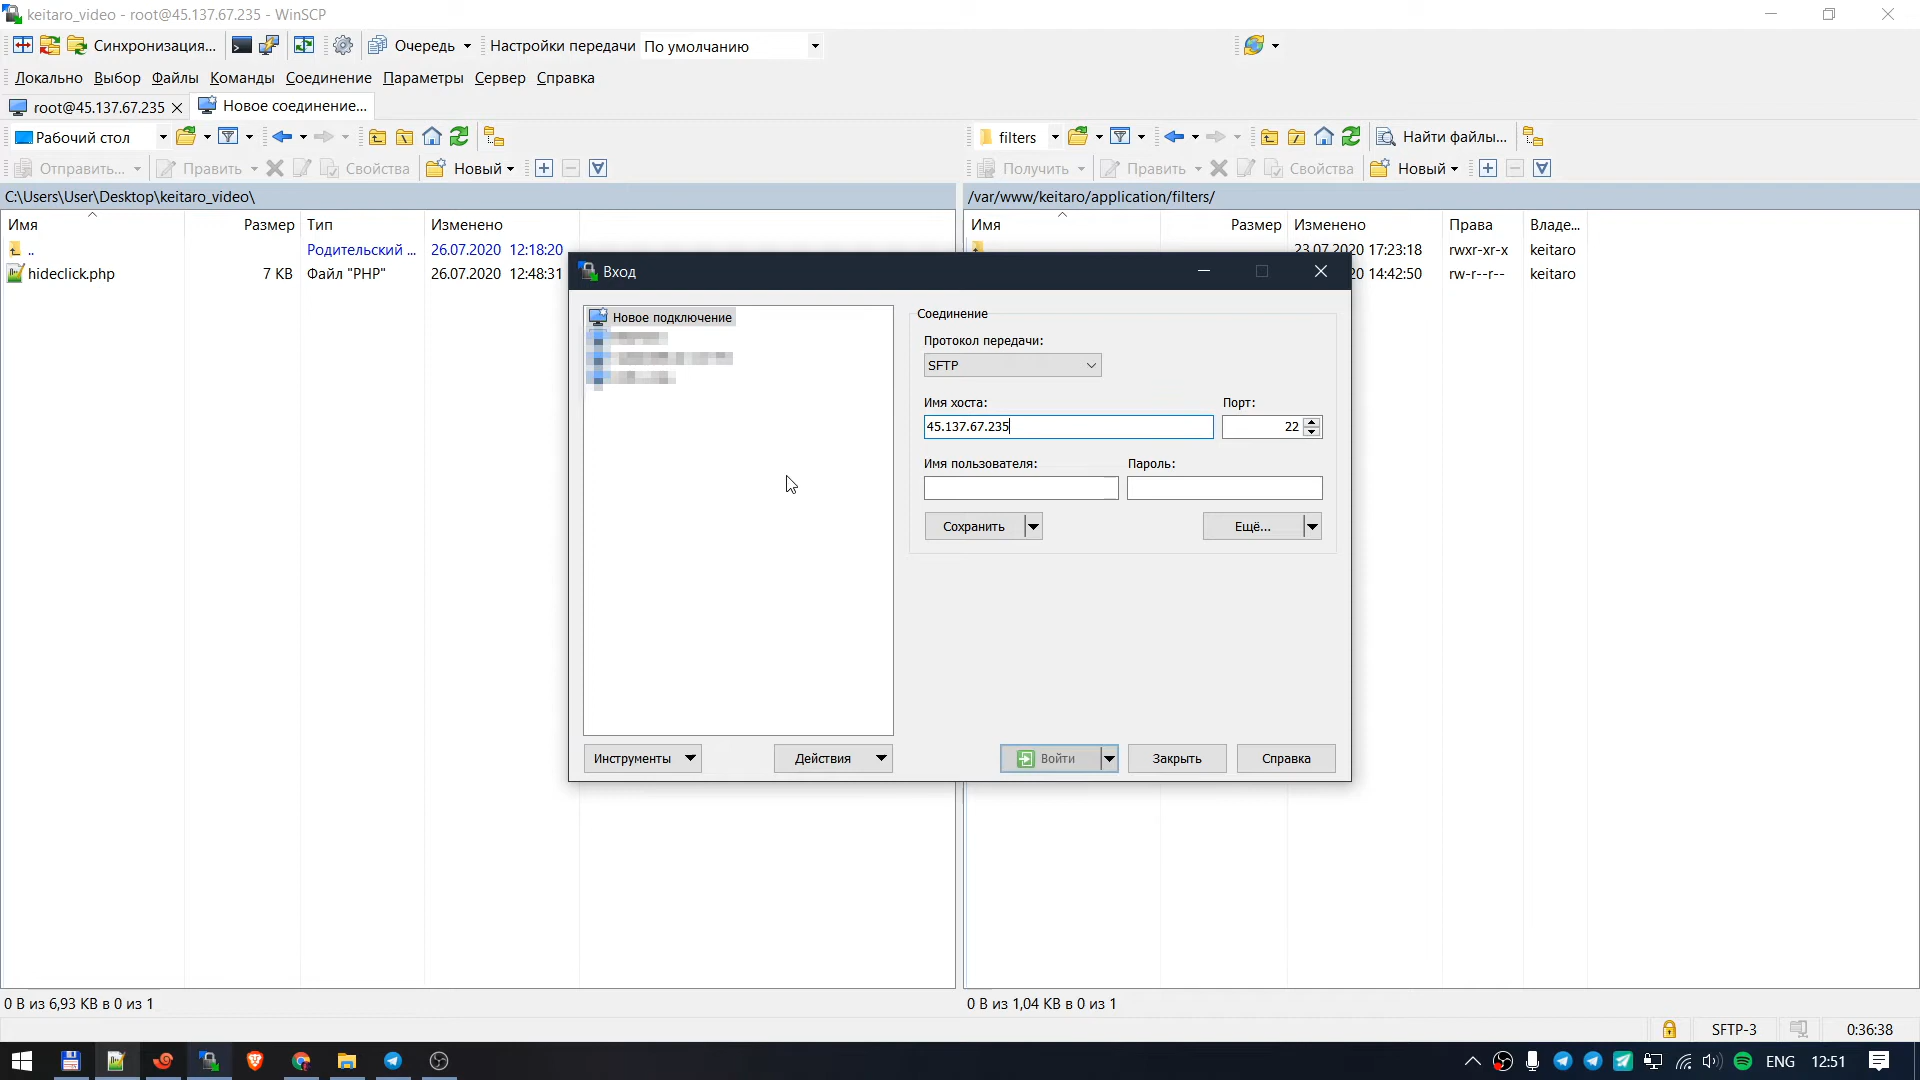 keitaro_video - root@45.137.67.235 - WinSCP
Синхронизация... Очередь Настройки передачи По умолчанию
Локально Выбор Файлы Команды Соединение Параметры Сервер Справка
root@45.137.67.235 Новое соединение...
Рабочий стол filters Найти файлы...
Отправить... Править Свойства Новый Получить Править Свойства Новый
C:\Users\User\Desktop\keitaro_video\ /var/www/keitaro/application/filters/
Имя Размер Тип Изменено Имя Размер Изменено Права Владе...
.. Родительский ... 26.07.2020 12:18:20 23.07.2020 17:23:18 rwxr-xr-x keitaro
hideclick.php 7 KB Файл "PHP" 26.07.2020 12:48:31 20 14:42:50 rw-r--r-- keitaro
Вход
Новое подключение
Соединение
Протокол передачи:
SFTP
Имя хоста: Порт:
45.137.67.235 22
Имя пользователя: Пароль:
Сохранить Ещё...
Инструменты Действия Войти Закрыть Справка
0 B из 6,93 KB в 0 из 1 0 B из 1,04 KB в 0 из 1
SFTP-3 0:36:38
ENG 12:51